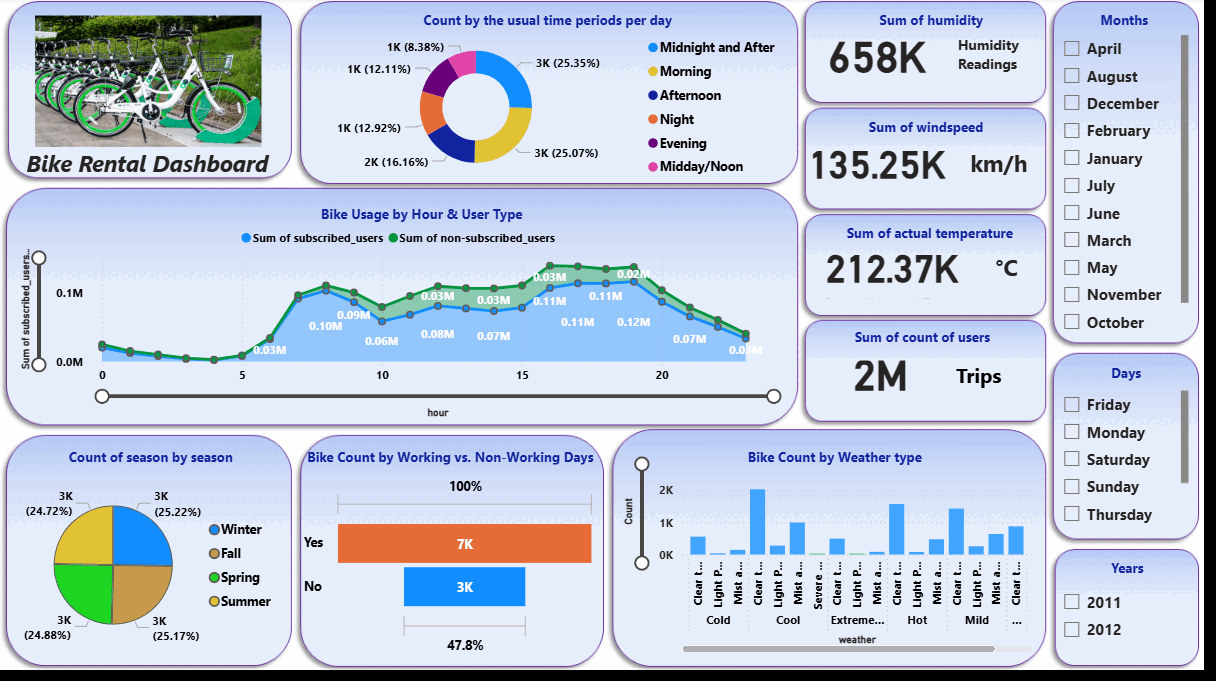 Bike Rental Dashboard
Count by the usual time periods per day
1K (8.38%)
1K (12.11%)
1K (12.92%)
2K (16.16%)
3K (25.35%)
3K (25.07%)
Midnight and After
Morning
Afternoon
Night
Evening
Midday/Noon
Sum of humidity
658K
Humidity
Readings
Sum of windspeed
135.25K
km/h
Sum of actual temperature
212.37K
°C
Sum of count of users
2M
Trips
Months
April
August
December
February
January
July
June
March
May
November
October
Bike Usage by Hour & User Type
Sum of subscribed_users
Sum of non-subscribed_users
Sum of subscribed_users...
0.1M
0.0M
0.03M
0.10M
0.09M
0.06M
0.03M
0.08M
0.03M
0.07M
0.03M
0.11M
0.11M
0.11M
0.02M
0.12M
0.07M
0.03M
0
5
10
15
20
hour
Days
Friday
Monday
Saturday
Sunday
Thursday
Years
2011
2012
Count of season by season
3K
(24.72%)
3K
(25.22%)
3K
(24.88%)
3K
(25.17%)
Winter
Fall
Spring
Summer
Bike Count by Working vs. Non-Working Days
100%
Yes
7K
No
3K
47.8%
Bike Count by Weather type
Count
2K
1K
0K
Clear t...
Light P...
Mist a...
Clear t...
Light P...
Mist a...
Severe ...
Clear t...
Light P...
Mist a...
Clear t...
Light P...
Mist a...
Clear t...
Light P...
Mist a...
Clear t...
Cold
Cool
Extreme...
Hot
Mild
...
weather